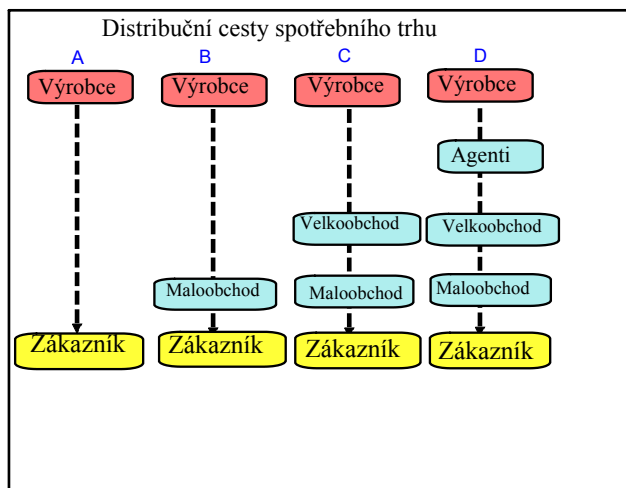 Distribuční cesty spotřebního trhu
A B C D
Výrobce Výrobce Výrobce Výrobce
Agenti
Velkoobchod Velkoobchod
Maloobchod Maloobchod Maloobchod
Zákazník Zákazník Zákazník Zákazník